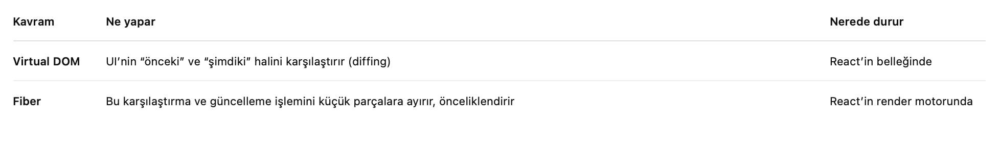 Kavram Ne yapar Nerede durur
Virtual DOM UI’nin “önceki” ve “şimdiki” halini karşılaştırır (diffing) React’in belleğinde
Fiber Bu karşılaştırma ve güncelleme işlemini küçük parçalara ayırır, önceliklendirir React’in render motorunda